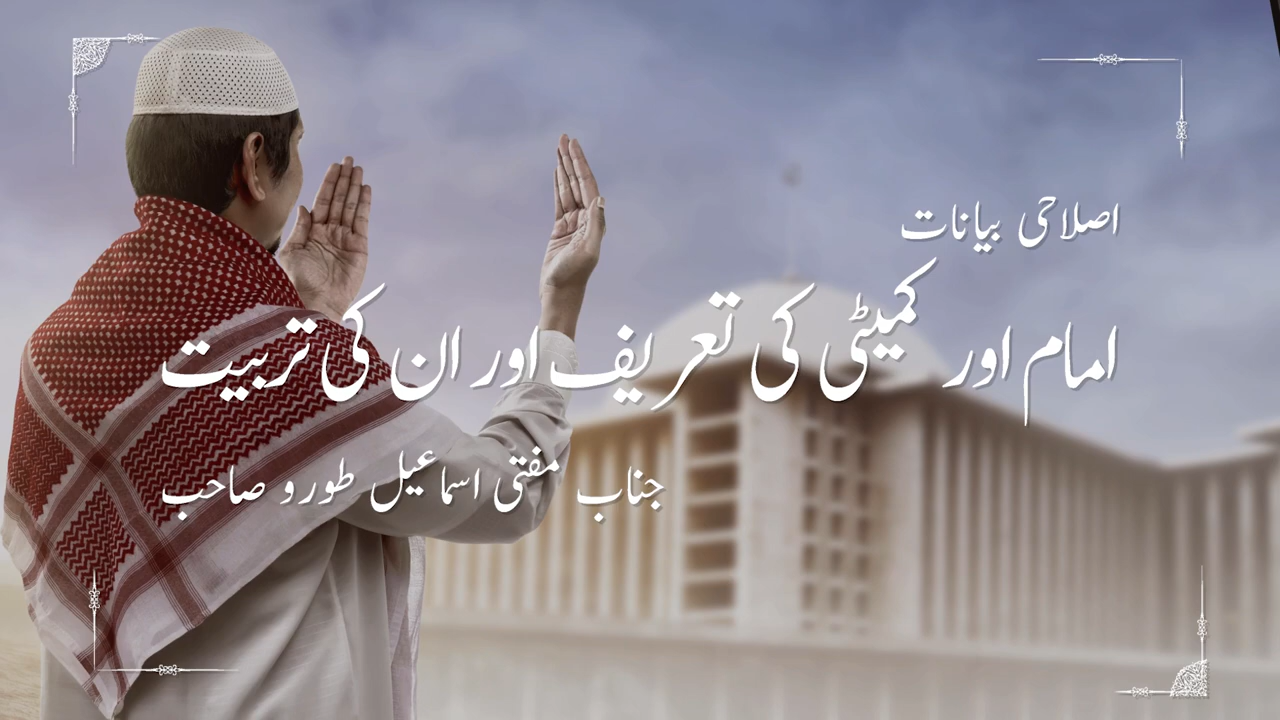 اصلاحی بیانات
امام اور کمیٹی کی تعریف اور ان کی تربیت
جناب مفتی اسماعیل طورو صاحب